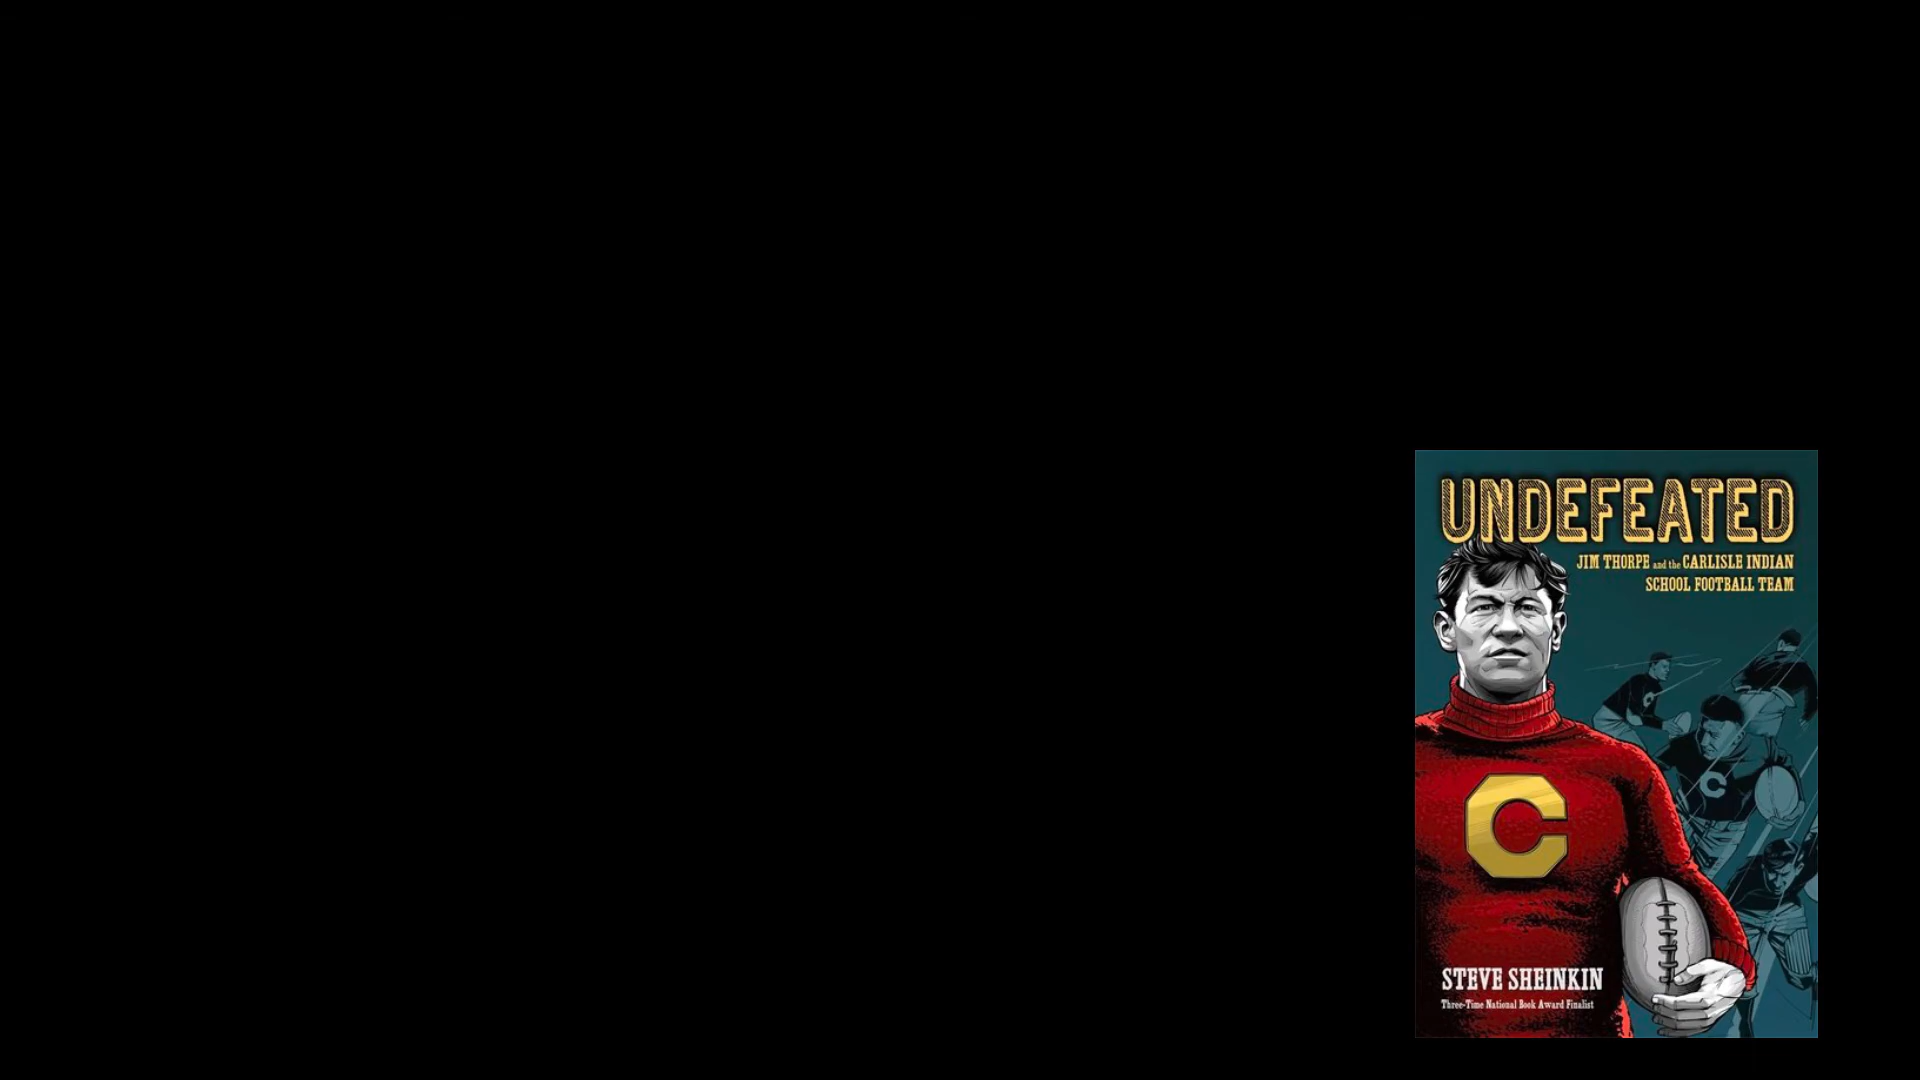 UNDEFEATED
JIM THORPE and the CARLISLE INDIAN
SCHOOL FOOTBALL TEAM
C
C
STEVE SHEINKIN
Three-Time National Book Award Finalist